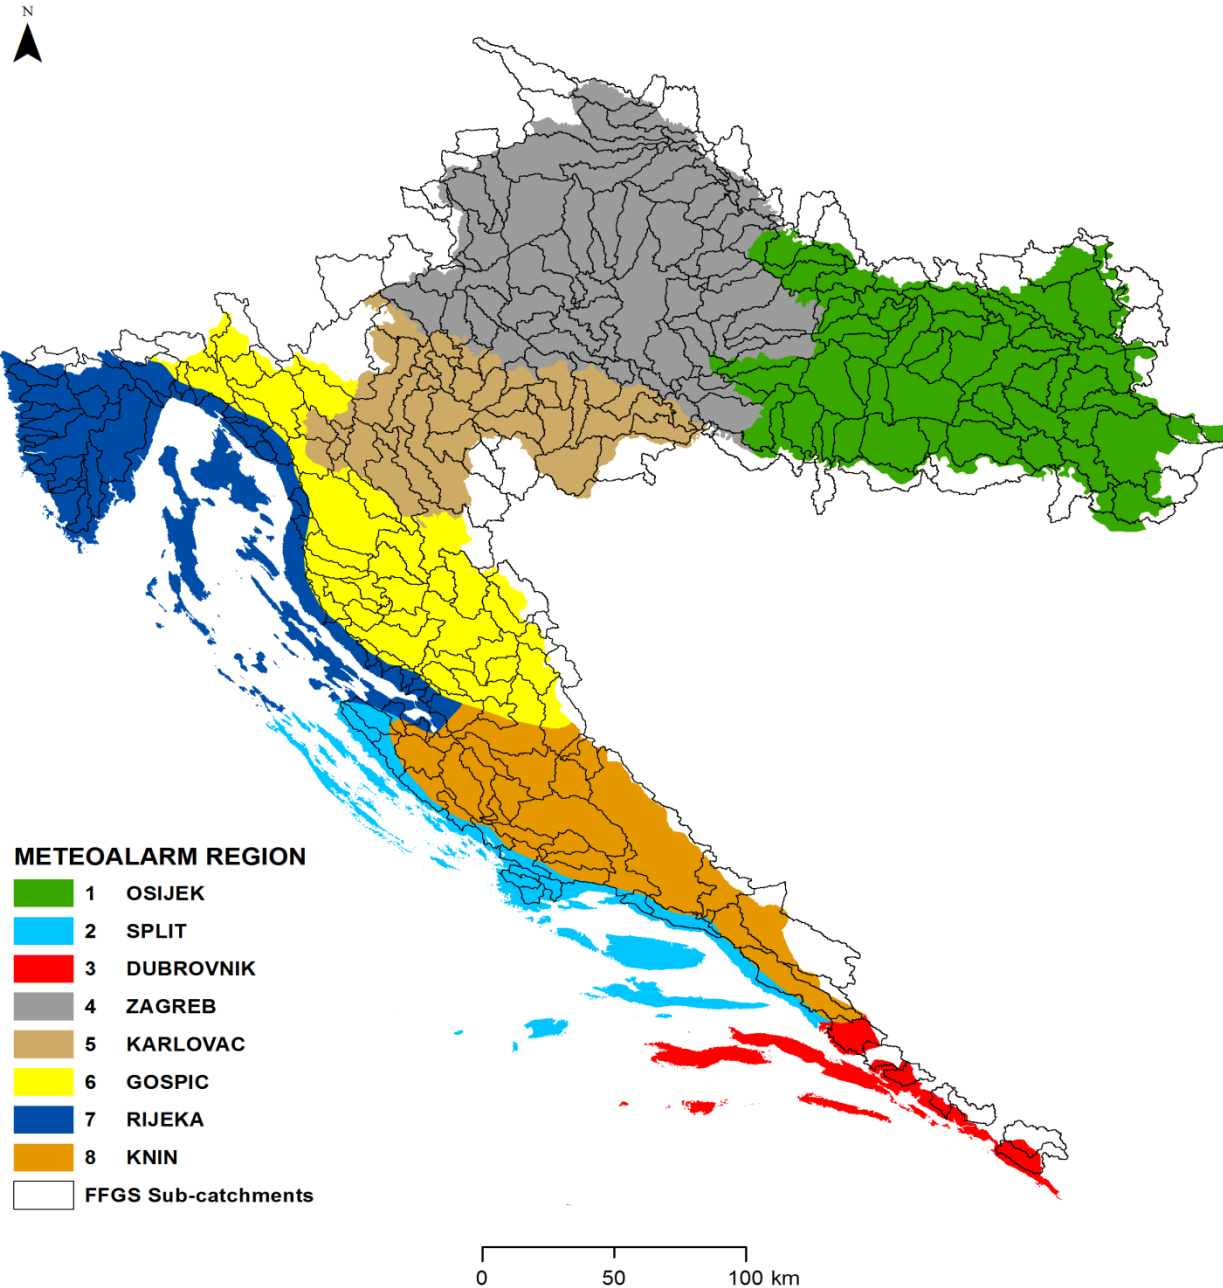 N
METEOALARM REGION
1 OSIJEK
2 SPLIT
3 DUBROVNIK
4 ZAGREB
5 KARLOVAC
6 GOSPIC
7 RIJEKA
8 KNIN
FFGS Sub-catchments
0 50 100 km